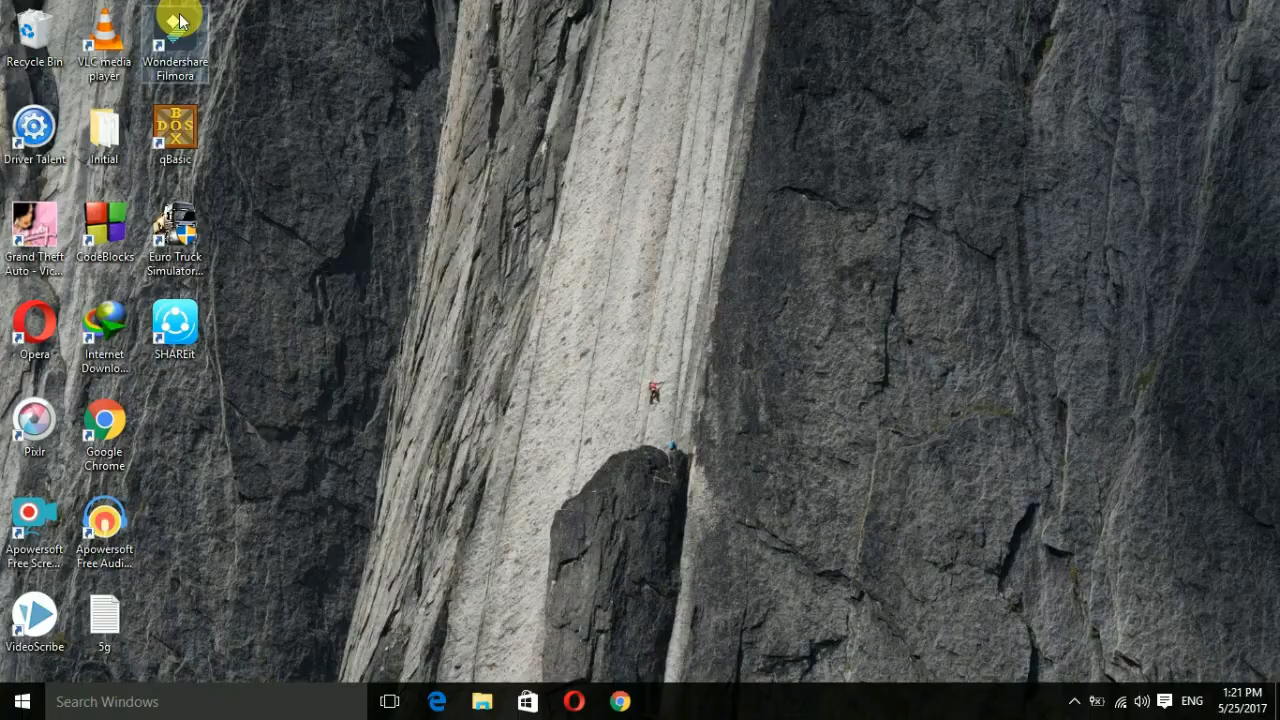 Recycle Bin
VLC media
player
Wondershare
Filmora
Driver Talent
Initial
B
DOS
X
qBasic
Grand Theft
Auto - Vic...
CodeBlocks
Euro Truck
Simulator...
Opera
Internet
Downlo...
SHAREit
Pixlr
Google
Chrome
Apowersoft
Free Scre...
Apowersoft
Free Audi...
VideoScribe
5g
Search Windows
ENG
1:21 PM
5/25/2017